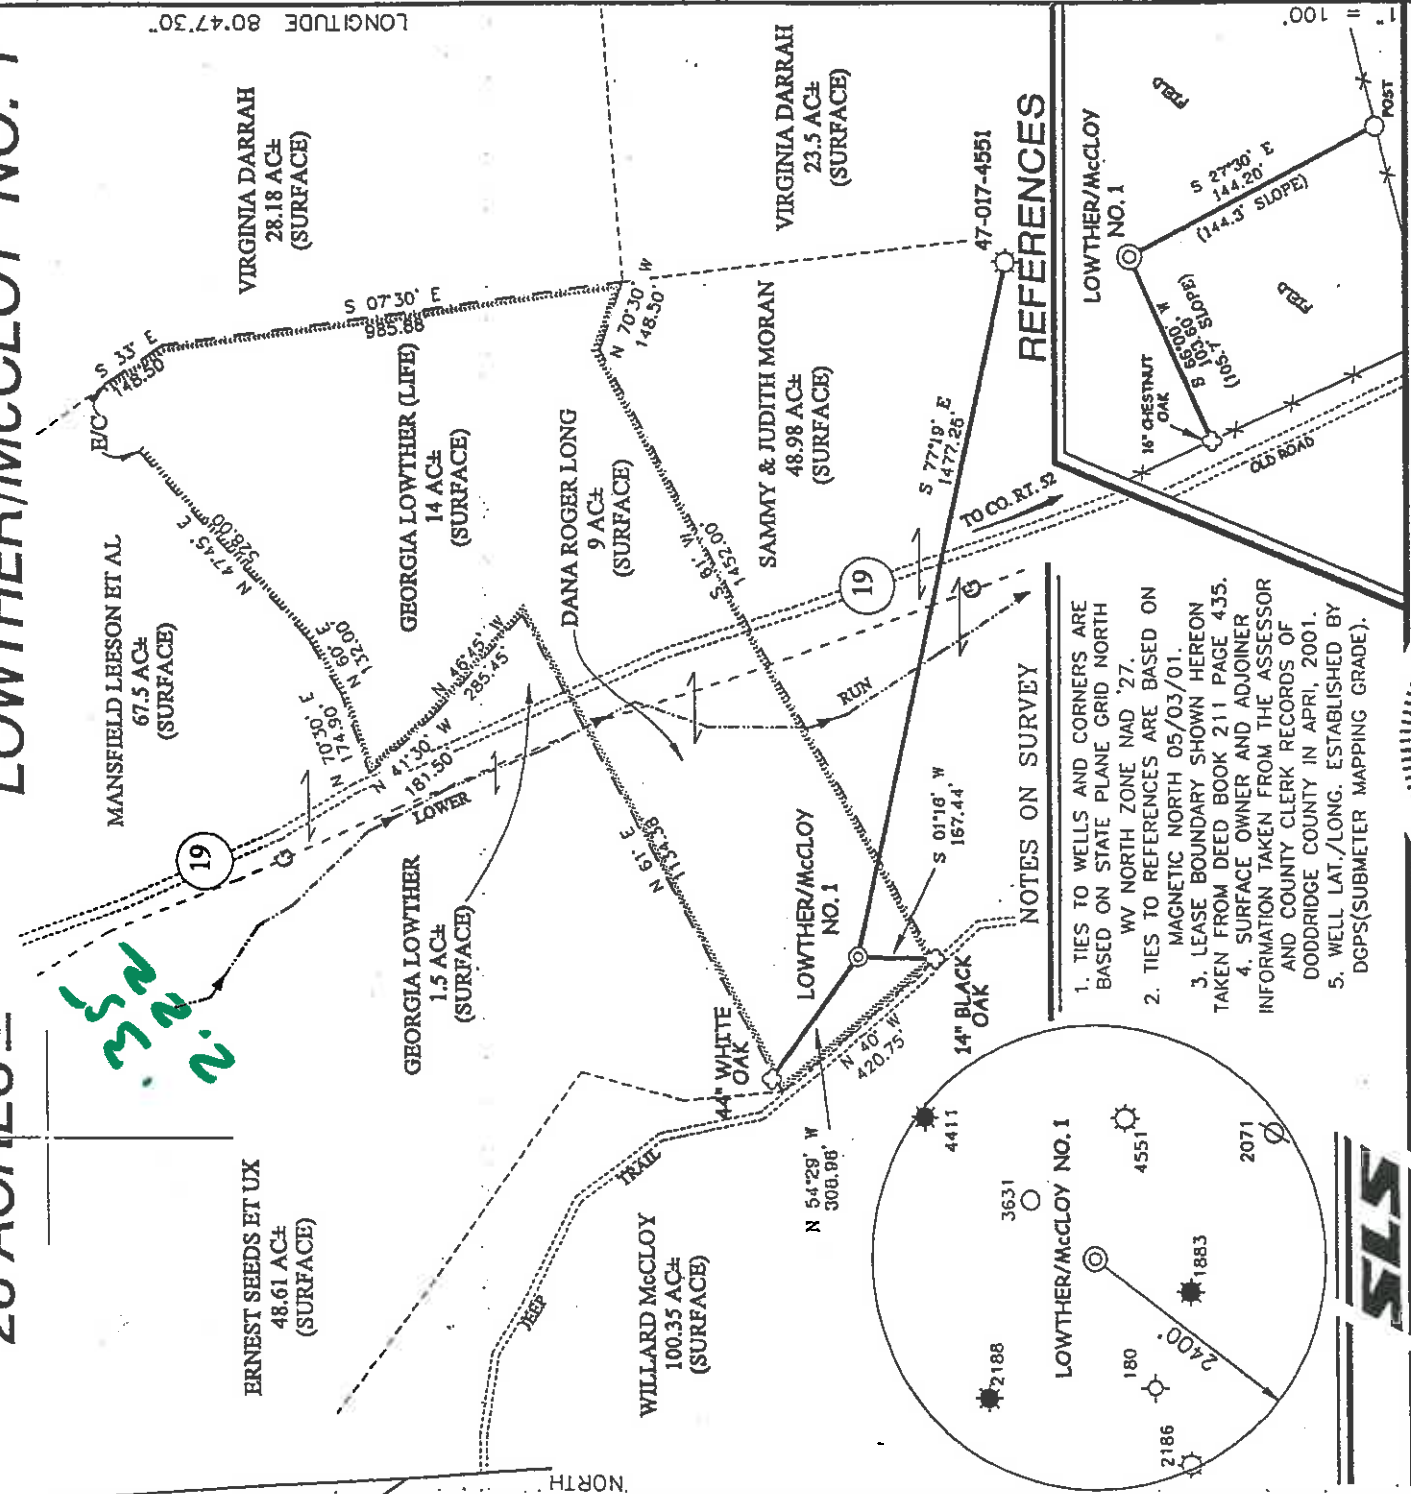 LOWTHER/McCLOY NO. 1
LONGITUDE 80°47'30"
VIRGINIA DARRAH
28.18 AC±
(SURFACE)
VIRGINIA DARRAH
23.5 AC±
(SURFACE)
MANSFIELD LEESON ET AL
67.5 AC±
(SURFACE)
E/C
S 33° E
148.50
S 07°30' E
985.88
N 47°45' E
528.00
N 60° E
132.00'
N 70°30' E
174.90'
N 70°30' W
148.50'
GEORGIA LOWTHER (LIFE)
14 AC±
(SURFACE)
DANA ROGER LONG
9 AC±
(SURFACE)
SAMMY & JUDITH MORAN
48.98 AC±
(SURFACE)
47-017-4551
N 46°45' W
285.45'
N 41°30' W
181.50'
LOWER
RUN
S 61° W
1452.00'
S 77°19' E
1477.26'
TO CO. RT. 52
19
19
G
G
GEORGIA LOWTHER
1.5 AC±
(SURFACE)
N 61° E
1134.38
LOWTHER/McCLOY
NO. 1
S 01°16' W
167.44'
44" WHITE
OAK
14" BLACK
OAK
N 40° W
420.75'
N 54°29' W
308.96'
ERNEST SEEDS ET UX
48.61 AC±
(SURFACE)
WILLARD McCLOY
100.35 AC±
(SURFACE)
JEEP
TRAIL
NORTH
REFERENCES
1" = 100'
LOWTHER/McCLOY
NO. 1
FIELD
FIELD
S 27°30' E
144.20'
(144.3' SLOPE)
POST
S 66°00' W
103.60'
(105.7' SLOPE)
16" CHESTNUT
OAK
OLD ROAD
NOTES ON SURVEY
1. TIES TO WELLS AND CORNERS ARE
BASED ON STATE PLANE GRID NORTH
WV NORTH ZONE NAD '27.
2. TIES TO REFERENCES ARE BASED ON
MAGNETIC NORTH 05/03/01.
3. LEASE BOUNDARY SHOWN HEREON
TAKEN FROM DEED BOOK 211 PAGE 435.
4. SURFACE OWNER AND ADJOINER
INFORMATION TAKEN FROM THE ASSESSOR
AND COUNTY CLERK RECORDS OF
DODDRIDGE COUNTY IN APRI, 2001.
5. WELL LAT./LONG. ESTABLISHED BY
DGPS(SUBMETER MAPPING GRADE).
4411
3631
4551
2071
LOWTHER/McCLOY NO. 1
1883
2188
180
2186
2400'
SLS